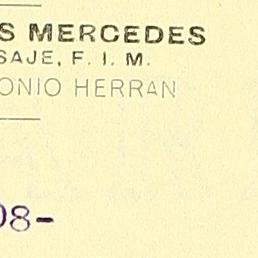 S MERCEDES
SAJE, F. I. M.
ONIO HERRAN
08-